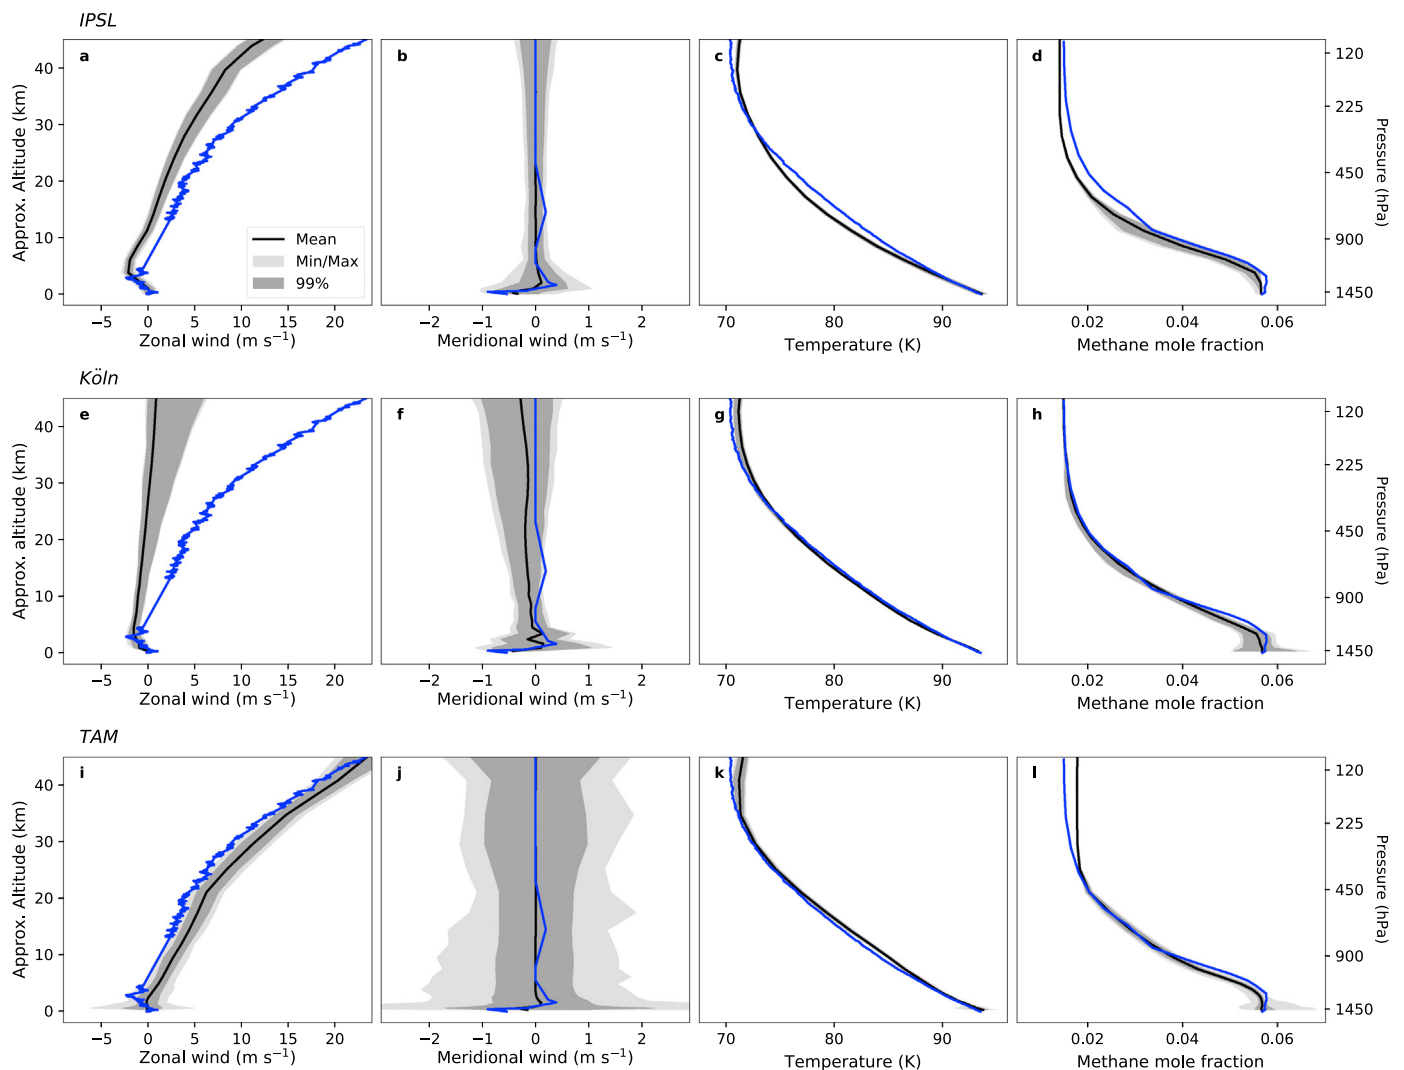 IPSL
a b c d
Approx. Altitude (km)
40
30
20
10
0
Mean
Min/Max
99%
120
225
450
900
1450
Pressure (hPa)
−5 0 5 10 15 20
Zonal wind (m s⁻¹)
−2 −1 0 1 2
Meridional wind (m s⁻¹)
70 80 90
Temperature (K)
0.02 0.04 0.06
Methane mole fraction
Köln
e f g h
Approx. altitude (km)
40
30
20
10
0
120
225
450
900
1450
Pressure (hPa)
−5 0 5 10 15 20
Zonal wind (m s⁻¹)
−2 −1 0 1 2
Meridional wind (m s⁻¹)
70 80 90
Temperature (K)
0.02 0.04 0.06
Methane mole fraction
TAM
i j k l
Approx. Altitude (km)
40
30
20
10
0
120
225
450
900
1450
Pressure (hPa)
−5 0 5 10 15 20
Zonal wind (m s⁻¹)
−2 −1 0 1 2
Meridional wind (m s⁻¹)
70 80 90
Temperature (K)
0.02 0.04 0.06
Methane mole fraction